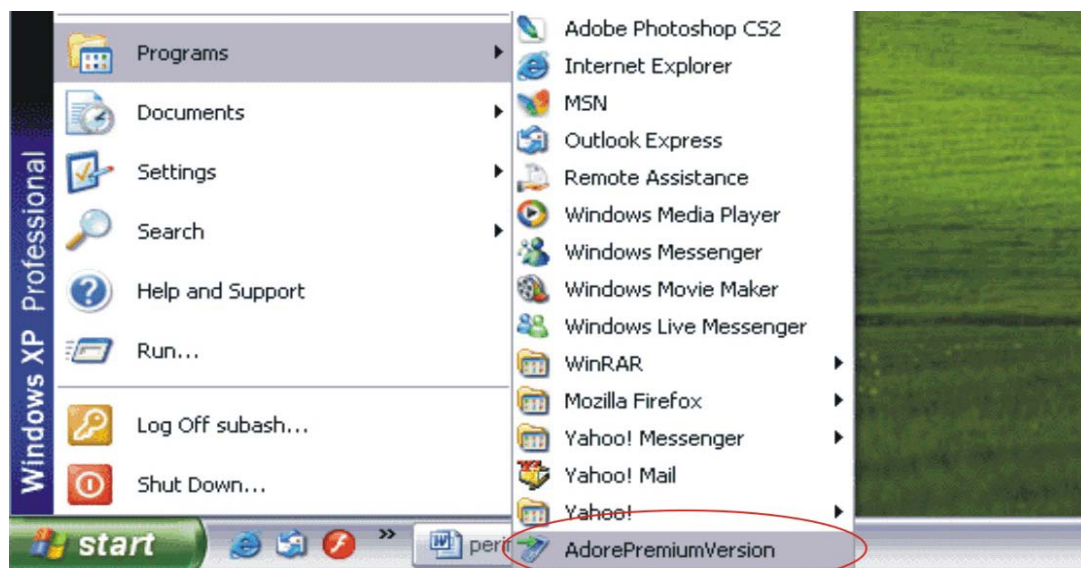 Windows XP Professional
Programs
Documents
Settings
Search
Help and Support
Run...
Log Off subash...
Shut Down...
Adobe Photoshop CS2
Internet Explorer
MSN
Outlook Express
Remote Assistance
Windows Media Player
Windows Messenger
Windows Movie Maker
Windows Live Messenger
WinRAR
Mozilla Firefox
Yahoo! Messenger
Yahoo! Mail
Yahoo!
AdorePremiumVersion
start